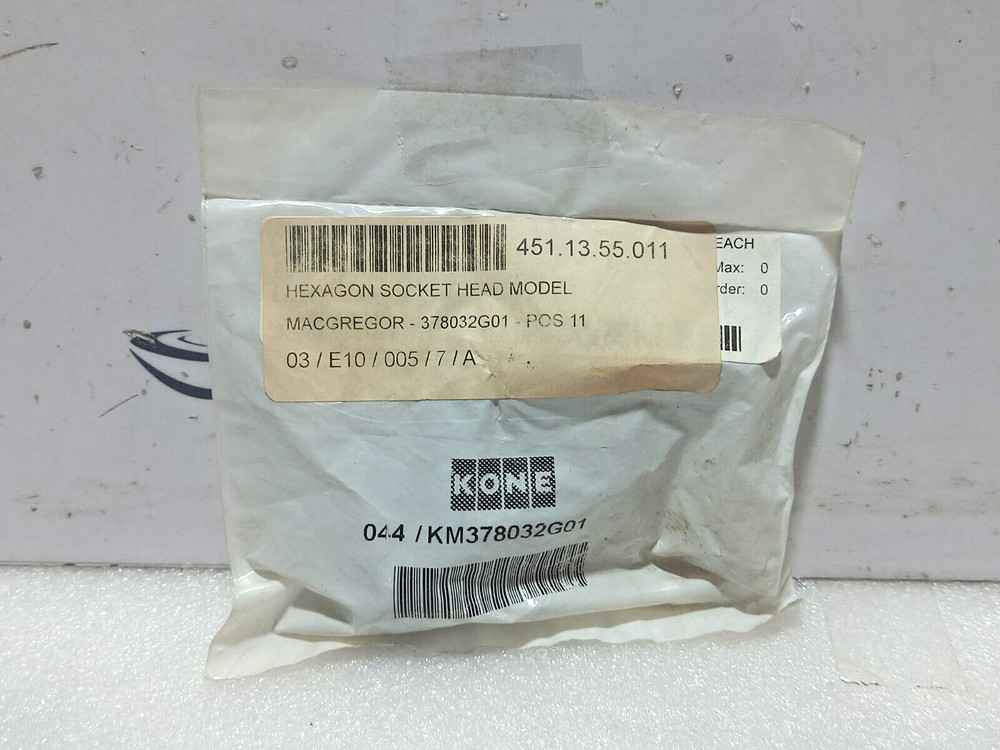 451.13.55.011
HEXAGON SOCKET HEAD MODEL
MACGREGOR - 378032G01 - POS 11
03 / E10 / 005 / 7 / A
EACH
Max: 0
rder: 0
KONE
044 / KM378032G01